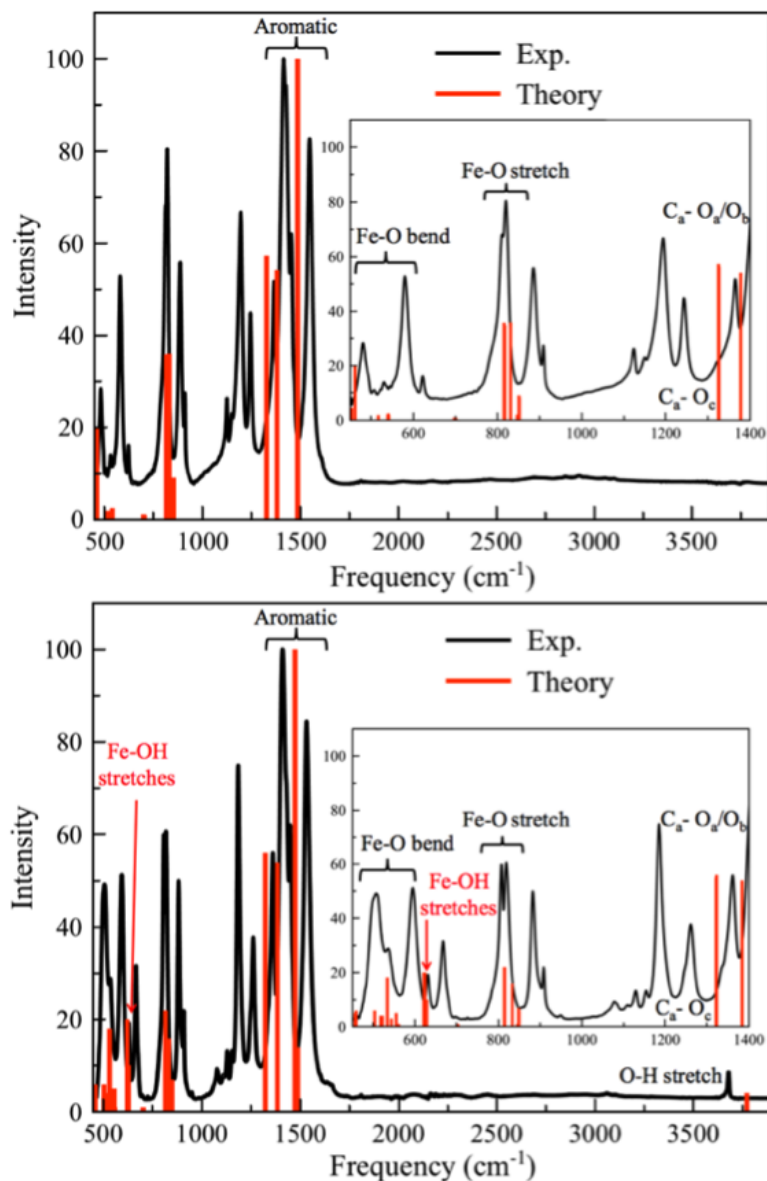 Aromatic
Exp.
Theory
100
80
60
40
20
0
Intensity
500 1000 1500 2000 2500 3000 3500
Frequency (cm⁻¹)
100
80
60
40
20
0
Fe-O stretch
Fe-O bend
Cₐ- Oₐ/O_b
Cₐ- O_c
600 800 1000 1200 1400
Aromatic
Exp.
Theory
Fe-OH
stretches
100
80
60
40
20
0
Intensity
500 1000 1500 2000 2500 3000 3500
Frequency (cm⁻¹)
O-H stretch
100
80
60
40
20
0
Fe-O stretch
Fe-O bend
Fe-OH
stretches
Cₐ- Oₐ/O_b
Cₐ- O_c
600 800 1000 1200 1400